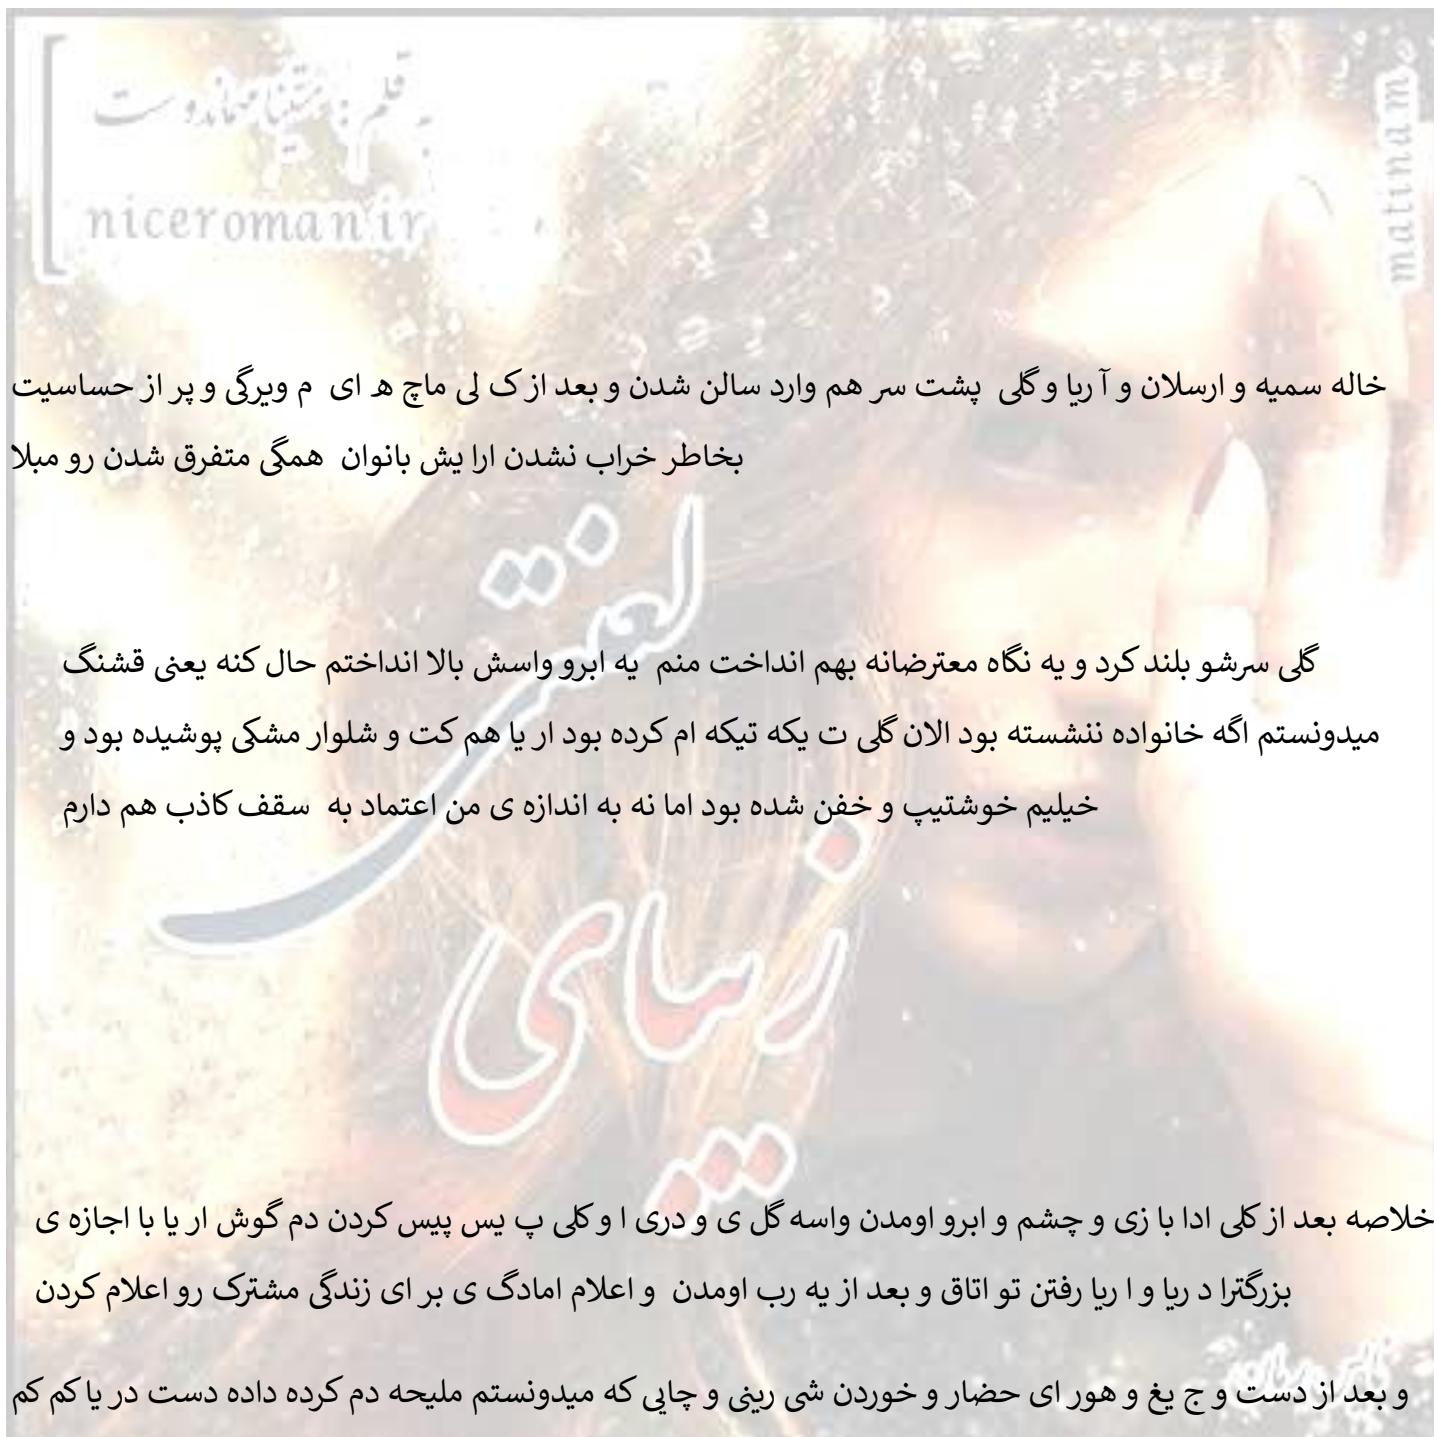 به قلم : متینا مهماندوست
niceroman.ir
matinam
خاله سمیه و ارسلان و آ ریا و گلی پشت سر هم وارد سالن شدن و بعد از ک لی ماچ ه ای م ویرگی و پر از حساسیت
بخاطر خراب نشدن ارا یش بانوان همگی متفرق شدن رو مبلا
لعنتی
گلی سرشو بلند کرد و یه نگاه معترضانه بهم انداخت منم یه ابرو واسش بالا انداختم حال کنه یعنی قشنگ
میدونستم اگه خانواده ننشسته بود الان گلی ت یکه تیکه ام کرده بود ار یا هم کت و شلوار مشکی پوشیده بود و
خیلیم خوشتیپ و خفن شده بود اما نه به اندازه ی من اعتماد به سقف کاذب هم دارم
زیبای
خلاصه بعد از کلی ادا با زی و چشم و ابرو اومدن واسه گل ی و دری ا و کلی پ یس پیس کردن دم گوش ار یا با اجازه ی
بزرگترا د ریا و ا ریا رفتن تو اتاق و بعد از یه رب اومدن و اعلام امادگ ی بر ای زندگی مشترک رو اعلام کردن
و بعد از دست و ج یغ و هور ای حضار و خوردن شی رینی و چایی که میدونستم ملیحه دم کرده داده دست در یا کم کم